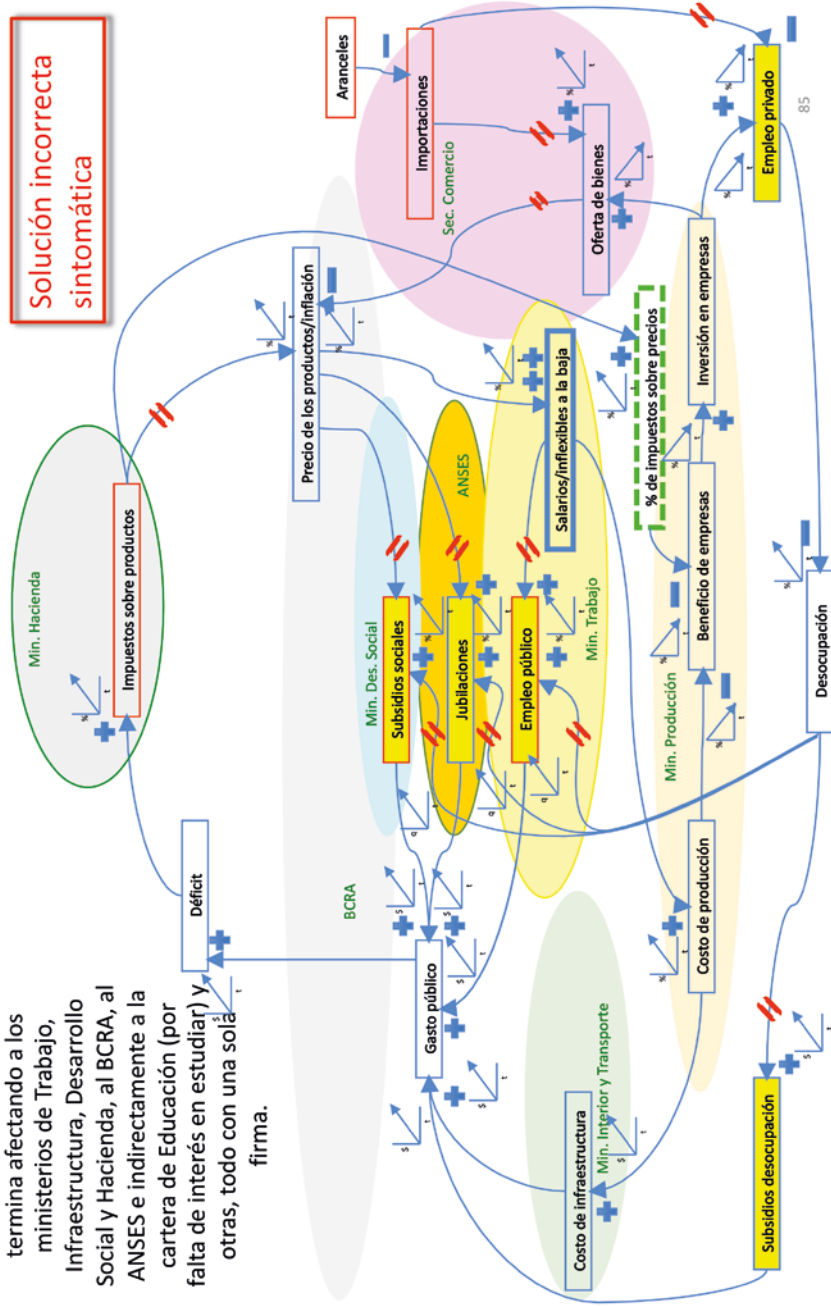 termina afectando a los
ministerios de Trabajo,
Infraestructura, Desarrollo
Social y Hacienda, al BCRA, al
ANSES e indirectamente a la
cartera de Educación (por
falta de interés en estudiar) y
otras, todo con una sola
firma.
Solución incorrecta
sintomática
Min. Hacienda
Impuestos sobre productos
Déficit
BCRA
Precio de los productos/inflación
Aranceles
Importaciones
Sec. Comercio
Oferta de bienes
Min. Des. Social
Subsidios sociales
ANSES
Jubilaciones
Gasto público
Empleo público
Salarios/inflexibles a la baja
Min. Trabajo
Costo de infraestructura
Min. Interior y Transporte
% de impuestos sobre precios
Min. Producción
Costo de producción
Beneficio de empresas
Inversión en empresas
Empleo privado
Subsidios desocupación
Desocupación
85